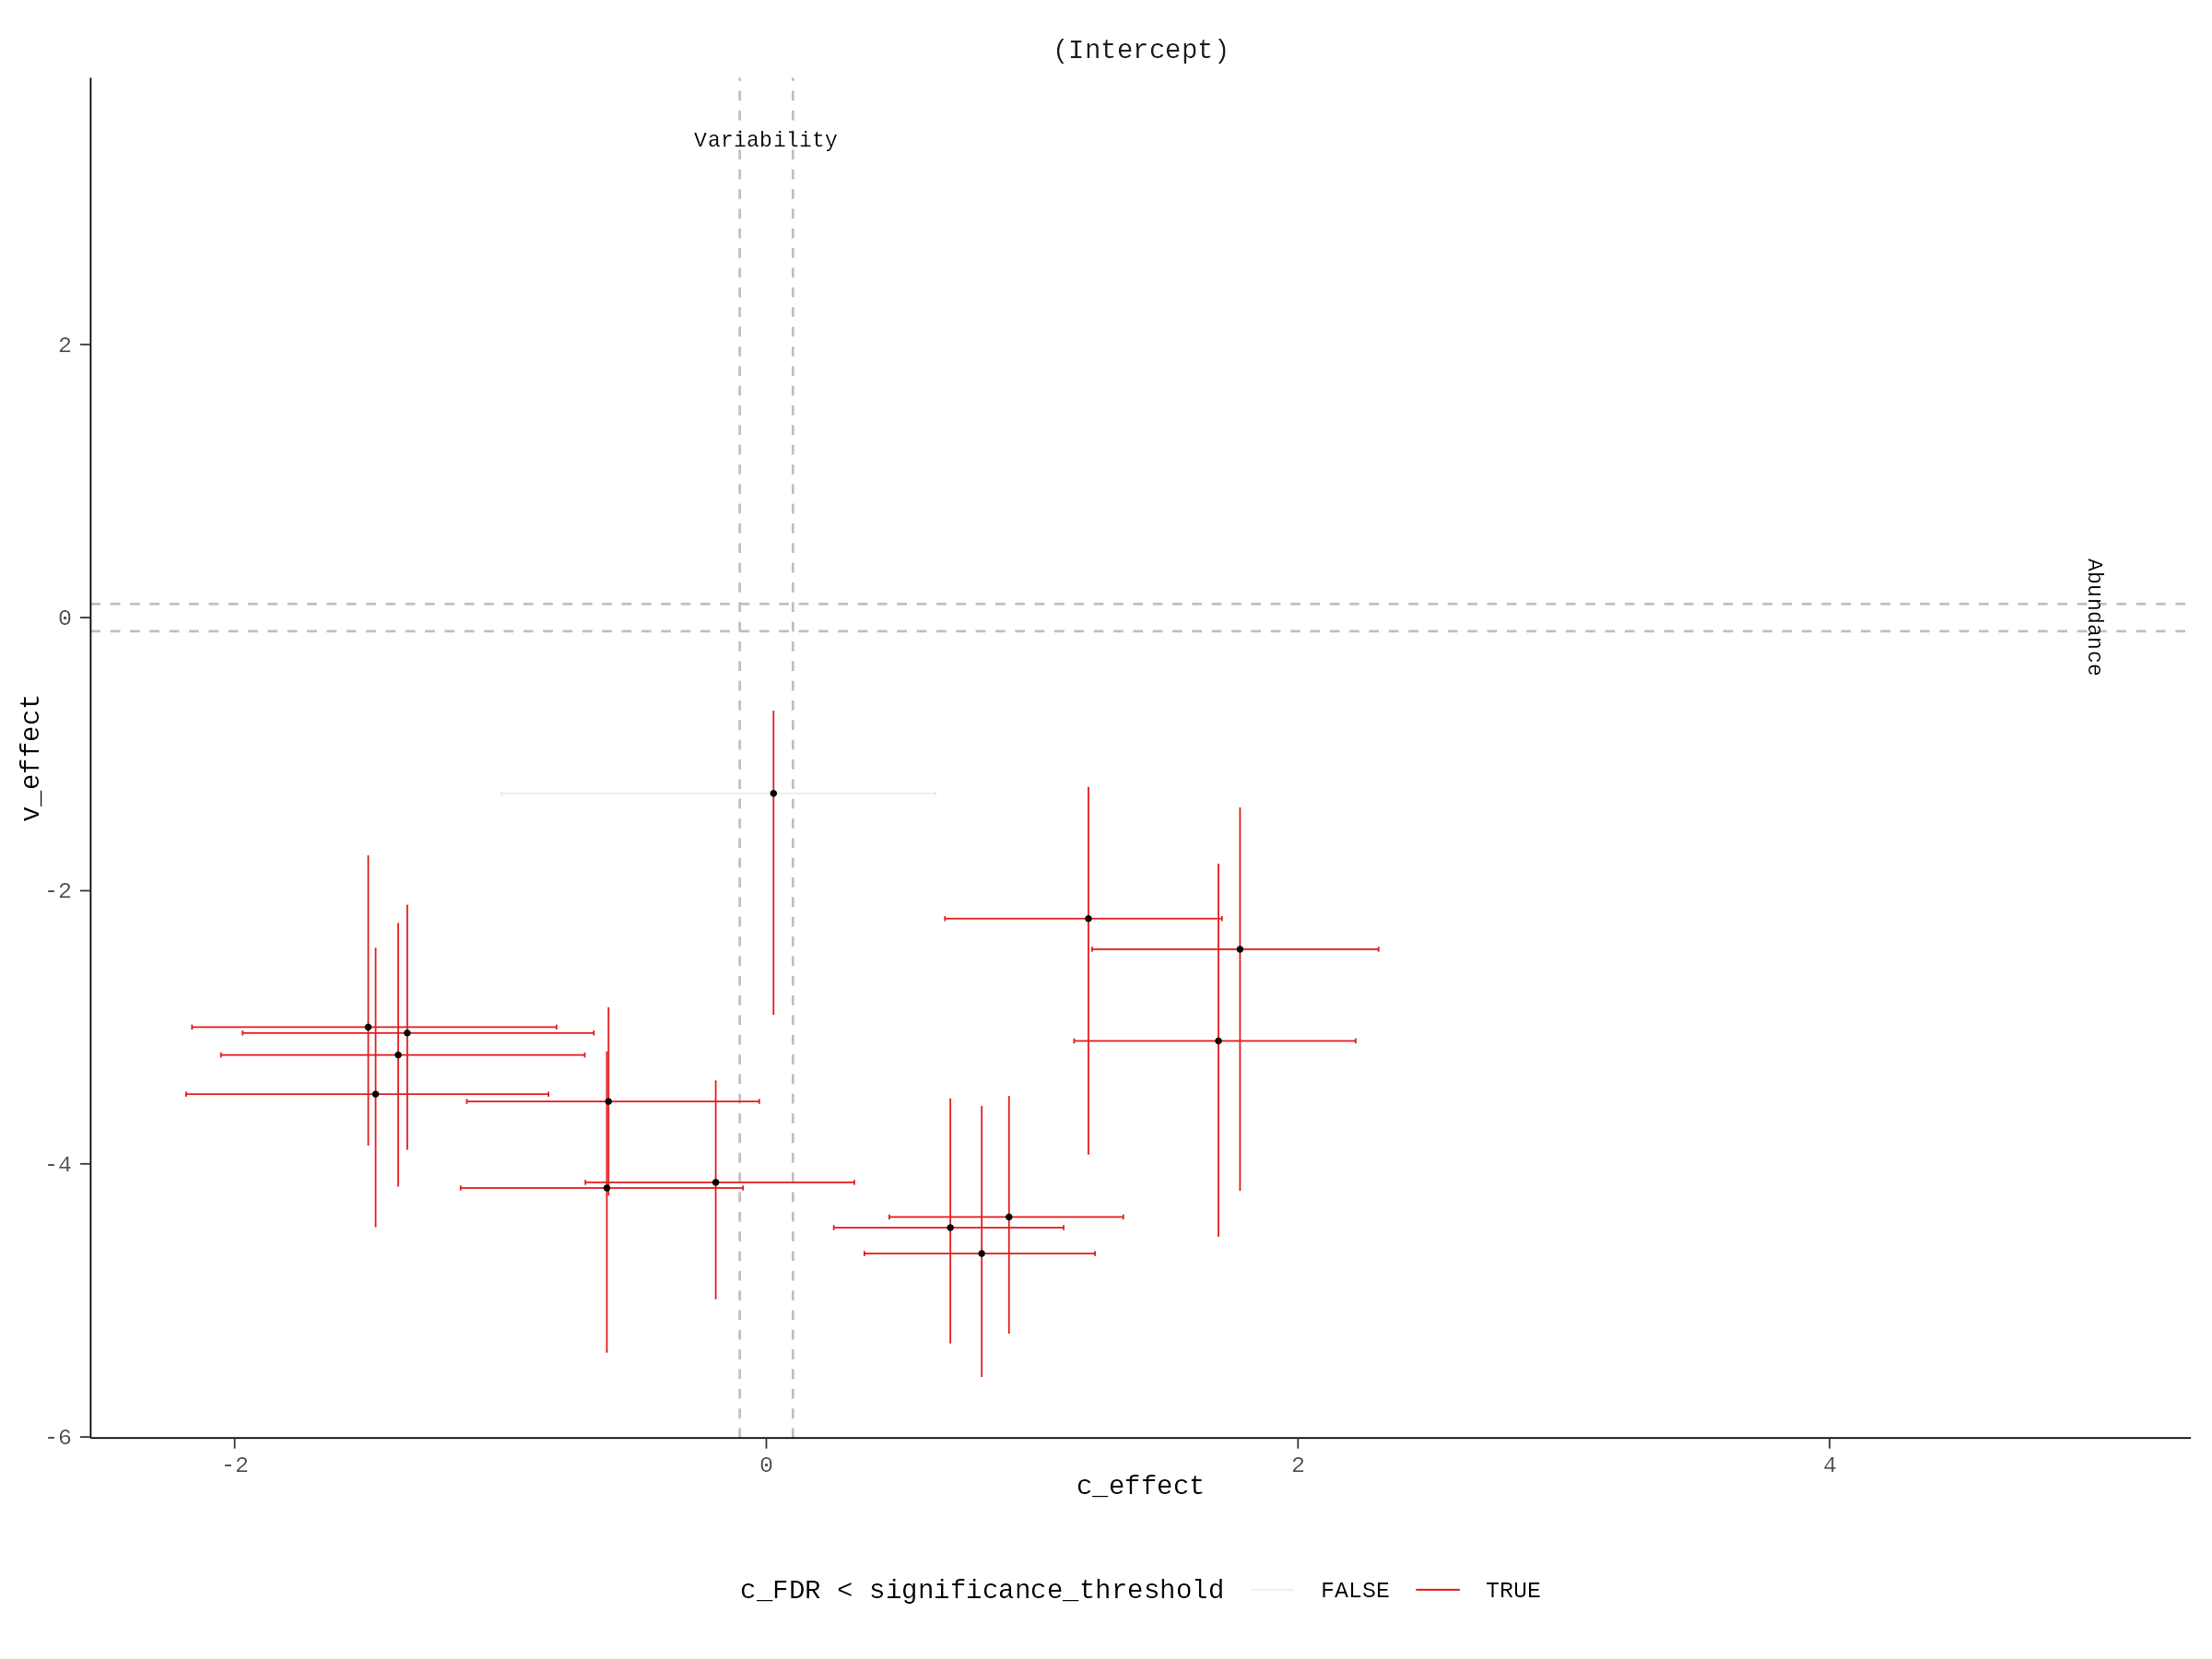 (Intercept)
Variability
Abundance
v_effect
2
0
-2
-4
-6
-2
0
2
4
c_effect
c_FDR < significance_threshold
FALSE
TRUE